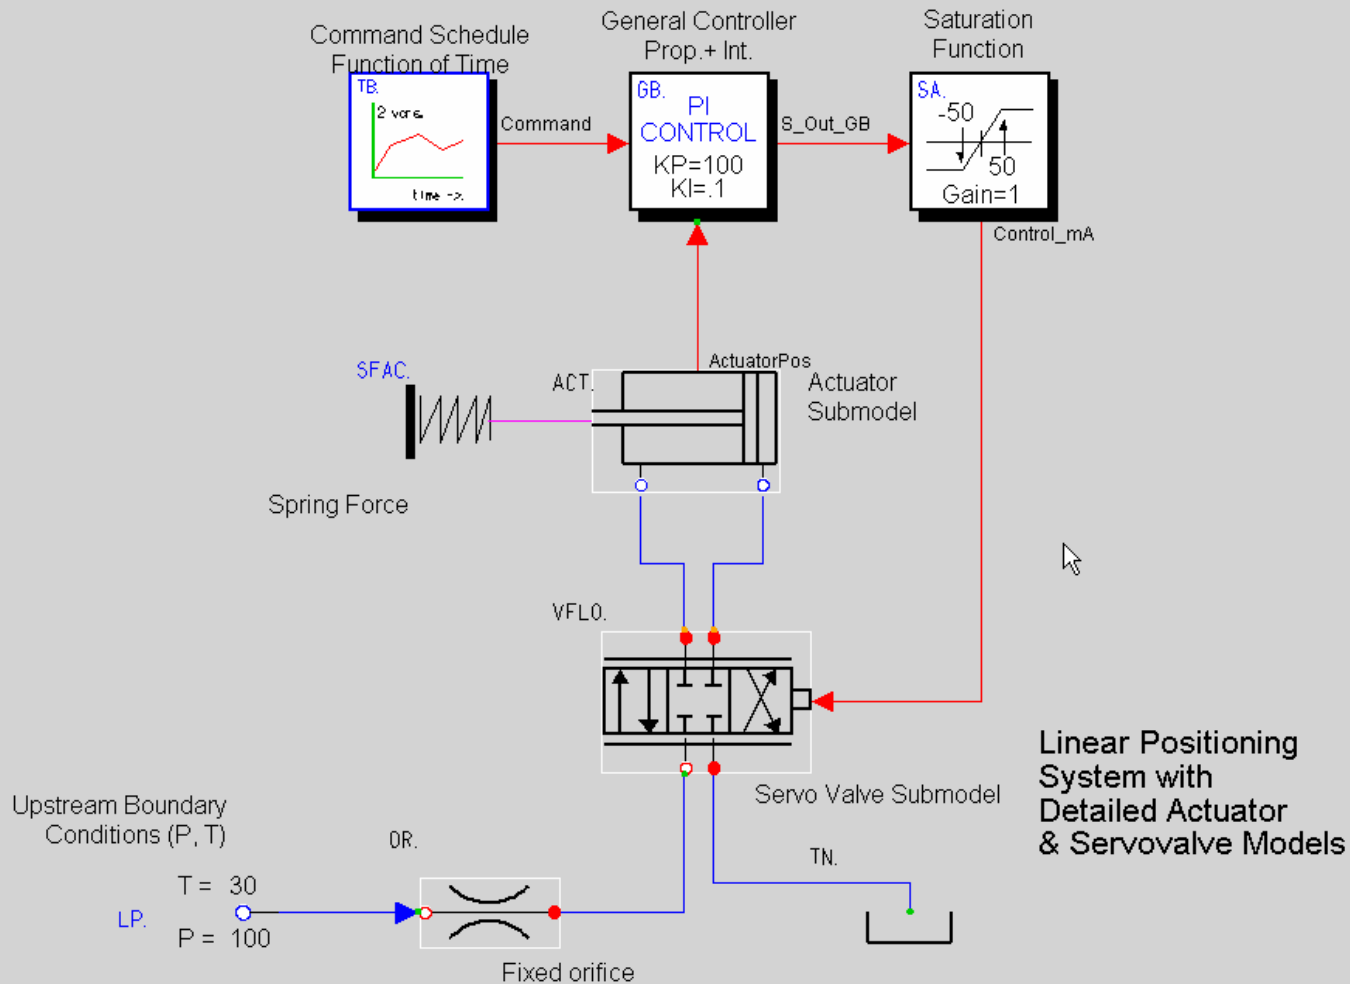 Command Schedule
Function of Time
General Controller
Prop.+ Int.
Saturation
Function
TB.
2 vars.
time ->.
Command
GB.
PI
CONTROL
KP=100
KI=.1
S_Out_GB
SA.
-50
50
Gain=1
Control_mA
ActuatorPos
SFAC.
ACT.
Actuator
Submodel
Spring Force
VFLO.
Servo Valve Submodel
Linear Positioning
System with
Detailed Actuator
& Servovalve Models
Upstream Boundary
Conditions (P, T)
OR.
TN.
T = 30
LP.
P = 100
Fixed orifice